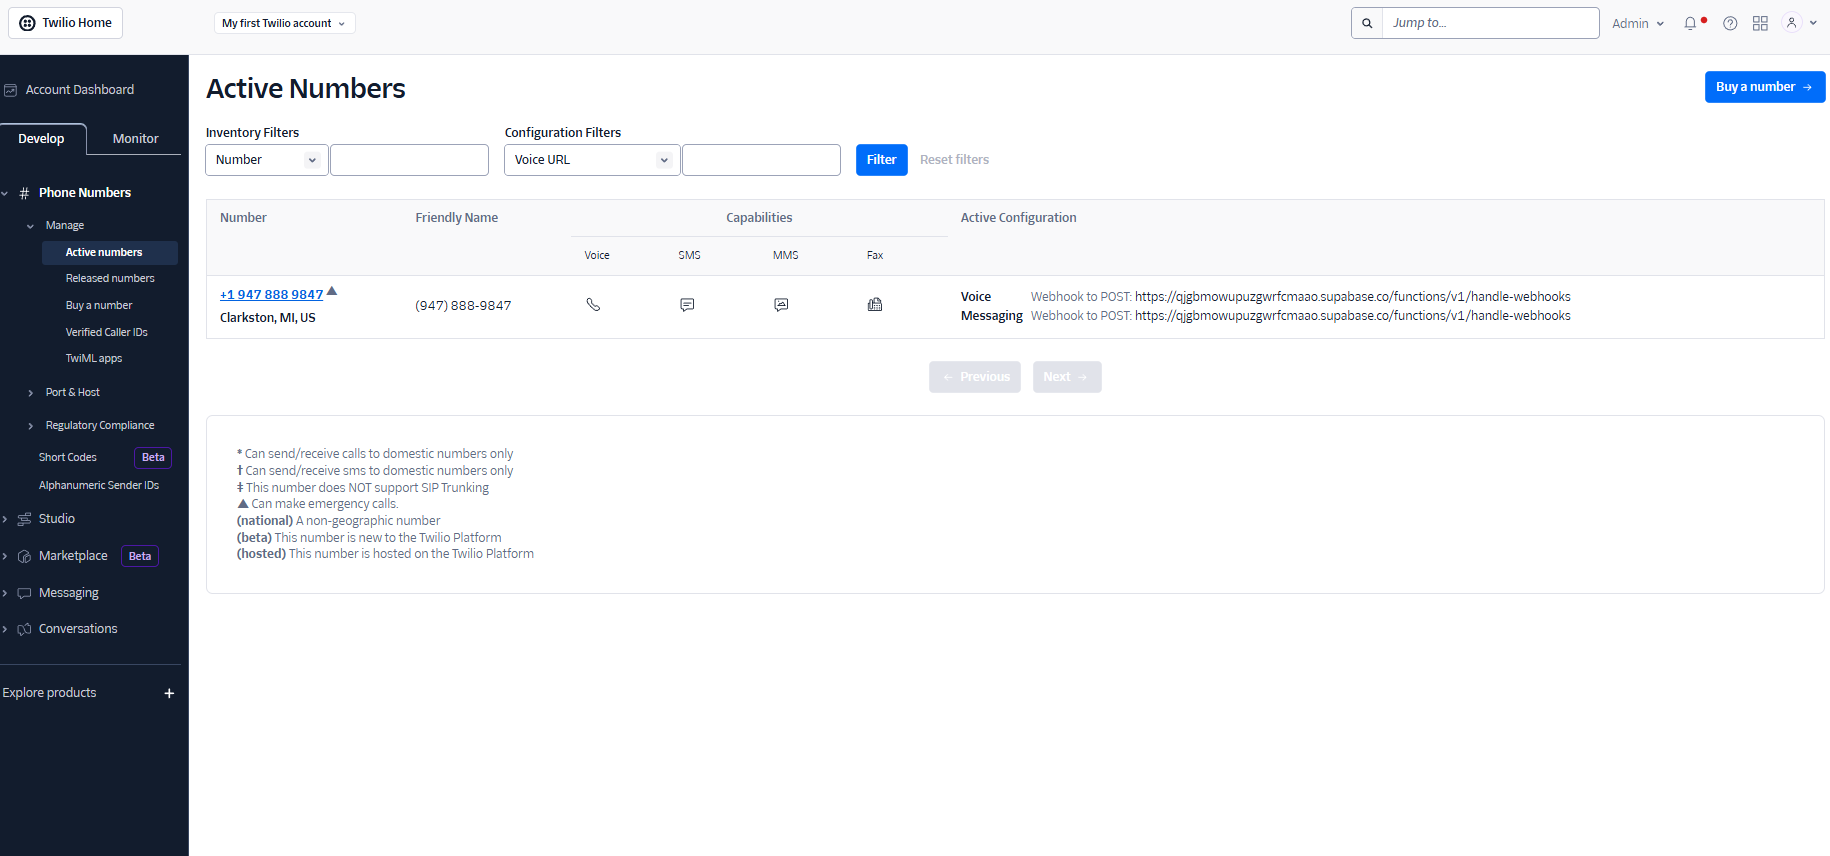 Twilio Home
My first Twilio account
Jump to...
Admin
Account Dashboard
Develop
Monitor
# Phone Numbers
Manage
Active numbers
Released numbers
Buy a number
Verified Caller IDs
TwiML apps
Port & Host
Regulatory Compliance
Short Codes Beta
Alphanumeric Sender IDs
Studio
Marketplace Beta
Messaging
Conversations
Explore products +
Active Numbers
Buy a number →
Inventory Filters
Configuration Filters
Number
Voice URL
Filter
Reset filters
Number Friendly Name Capabilities Active Configuration
Voice SMS MMS Fax
+1 947 888 9847 ▲
Clarkston, MI, US
(947) 888-9847
Voice Webhook to POST: https://qjgbmowupuzgwrfcmaao.supabase.co/functions/v1/handle-webhooks
Messaging Webhook to POST: https://qjgbmowupuzgwrfcmaao.supabase.co/functions/v1/handle-webhooks
← Previous
Next →
* Can send/receive calls to domestic numbers only
† Can send/receive sms to domestic numbers only
‡ This number does NOT support SIP Trunking
▲ Can make emergency calls.
(national) A non-geographic number
(beta) This number is new to the Twilio Platform
(hosted) This number is hosted on the Twilio Platform